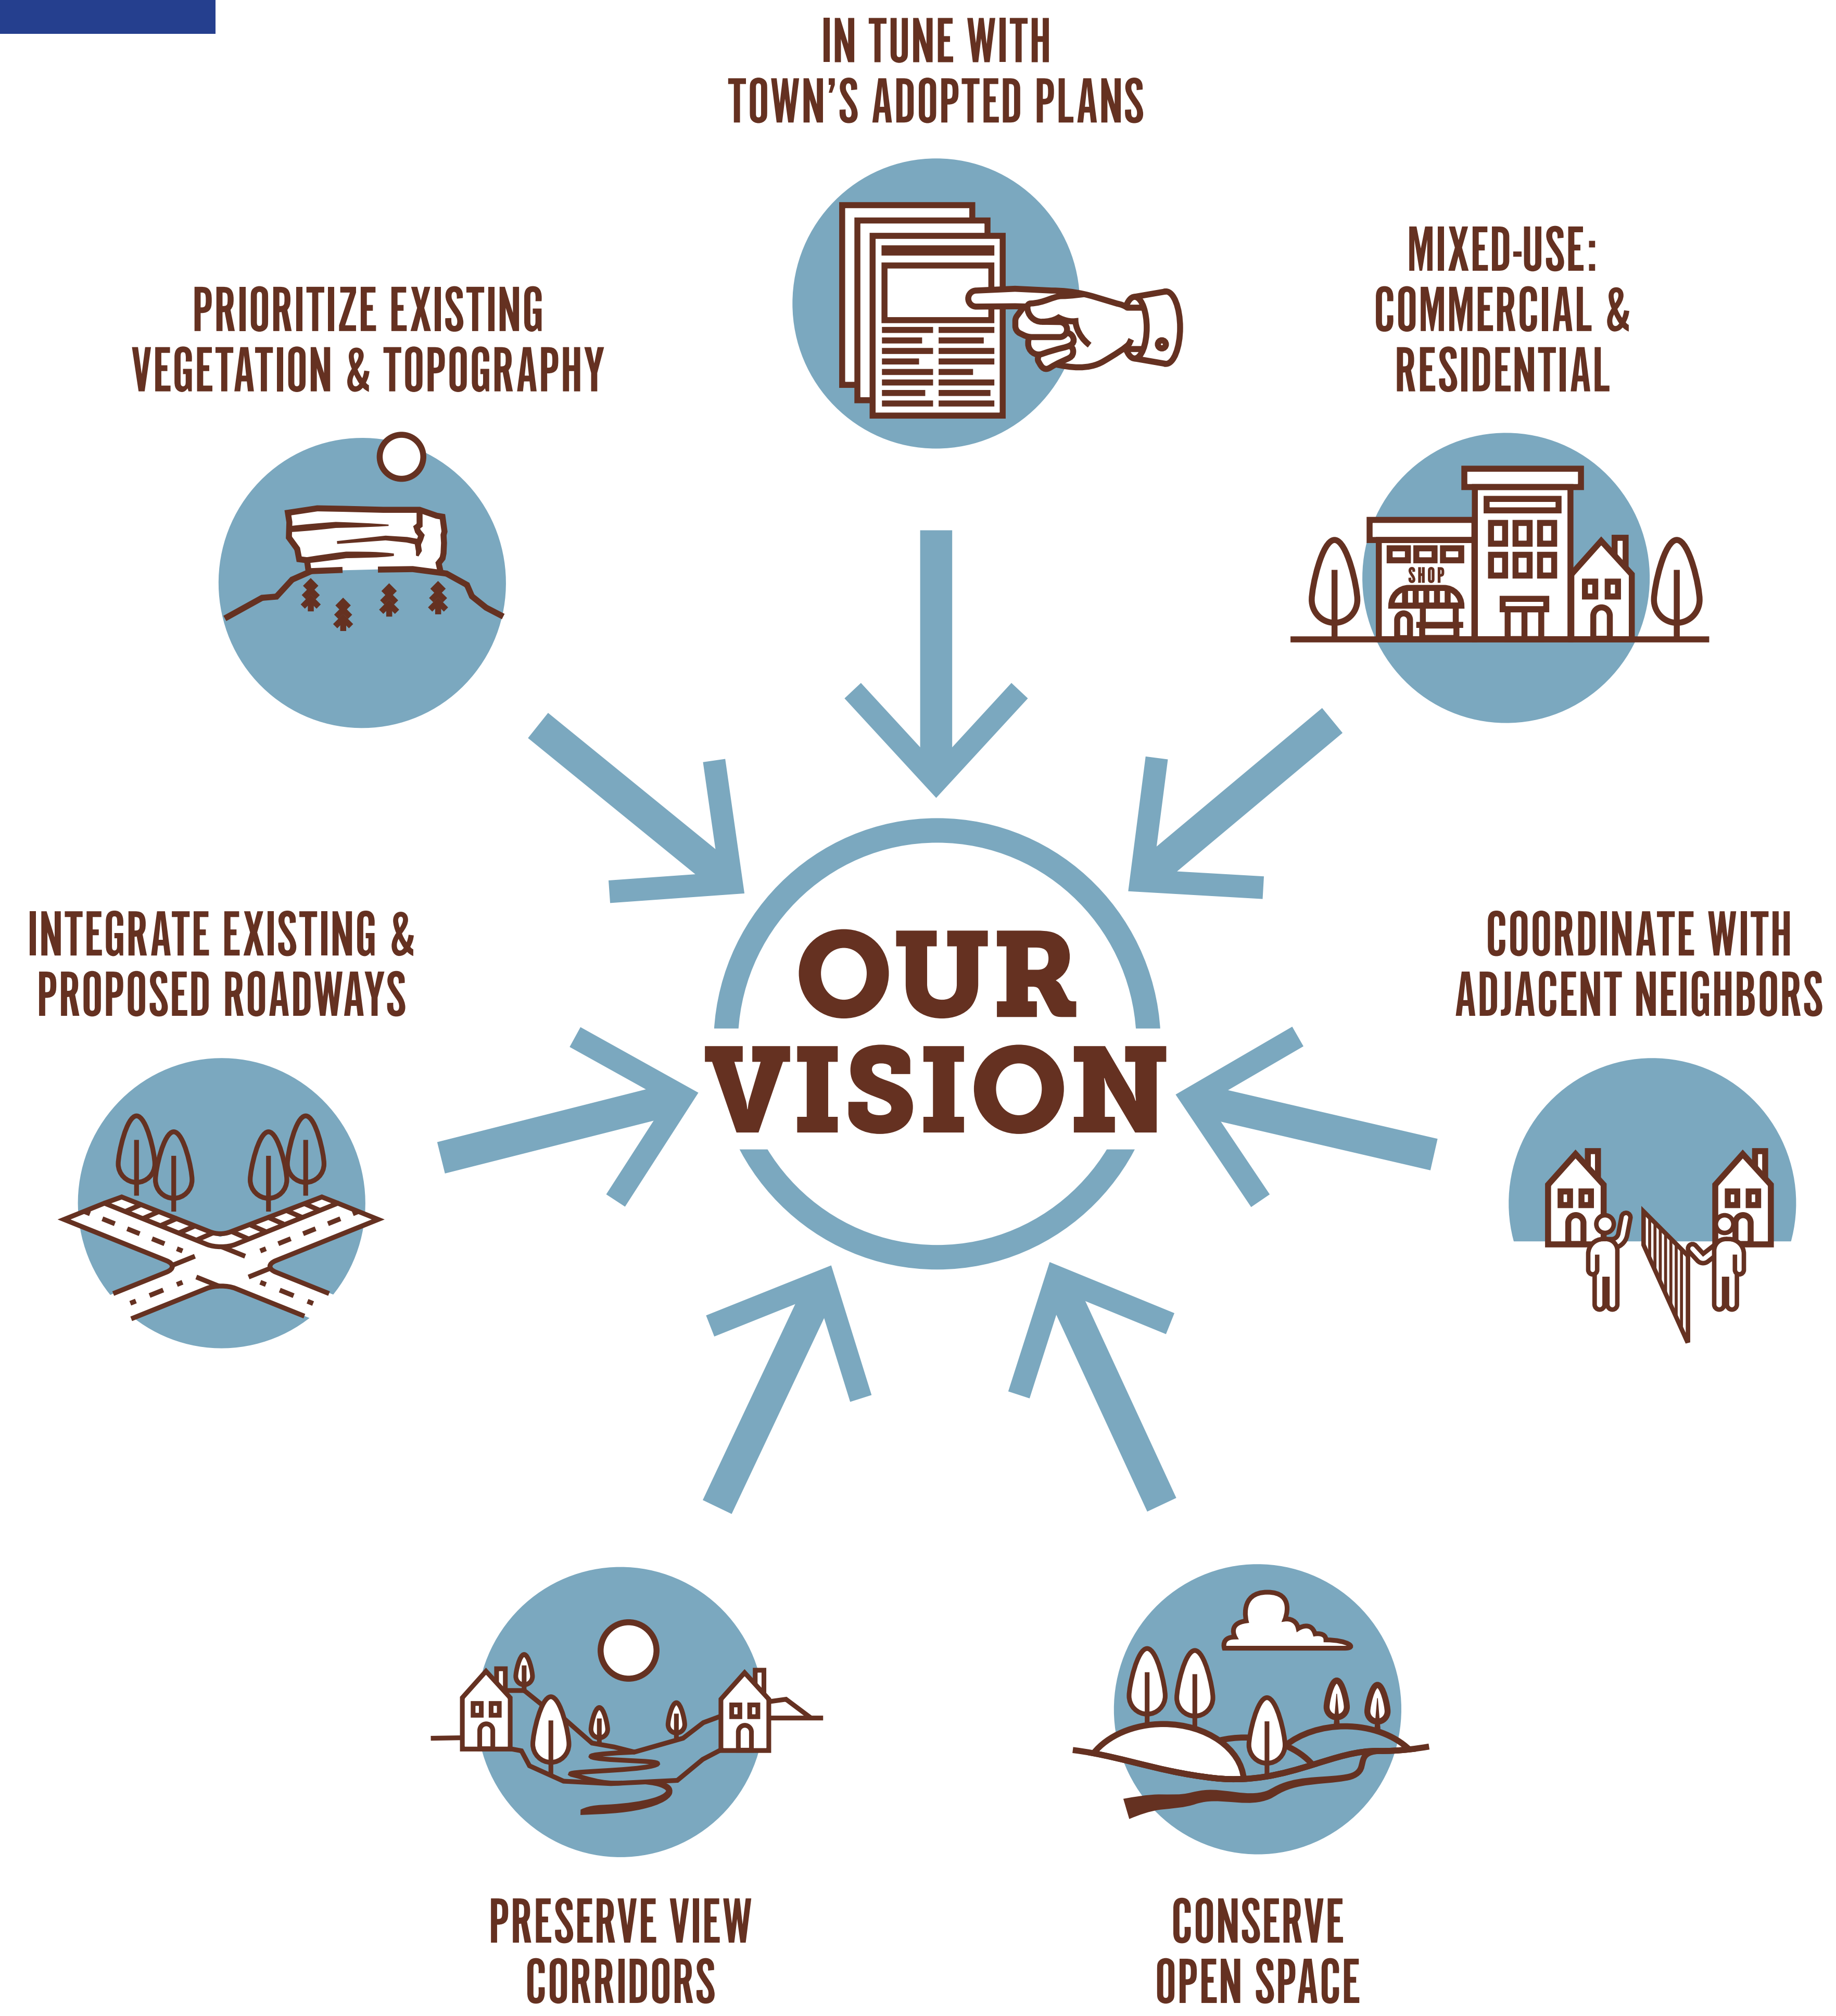 IN TUNE WITH
TOWN'S ADOPTED PLANS
MIXED-USE:
COMMERCIAL &
RESIDENTIAL
SHOP
PRIORITIZE EXISTING
VEGETATION & TOPOGRAPHY
INTEGRATE EXISTING &
PROPOSED ROADWAYS
OUR
VISION
COORDINATE WITH
ADJACENT NEIGHBORS
PRESERVE VIEW
CORRIDORS
CONSERVE
OPEN SPACE